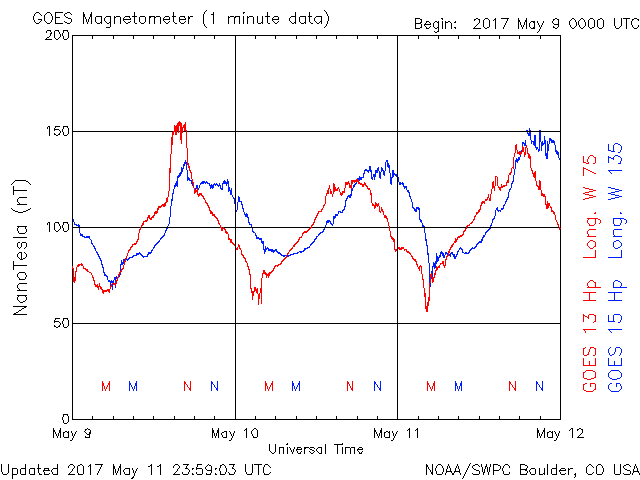 GOES Magnetometer (1 minute data)
Begin: 2017 May 9 0000 UTC
200
150
100
50
0
NanoTesla (nT)
M M N N M M N N M M N N
May 9 May 10 May 11 May 12
Universal Time
GOES 13 Hp Long. W 75
GOES 15 Hp Long. W 135
Updated 2017 May 11 23:59:03 UTC
NOAA/SWPC Boulder, CO USA